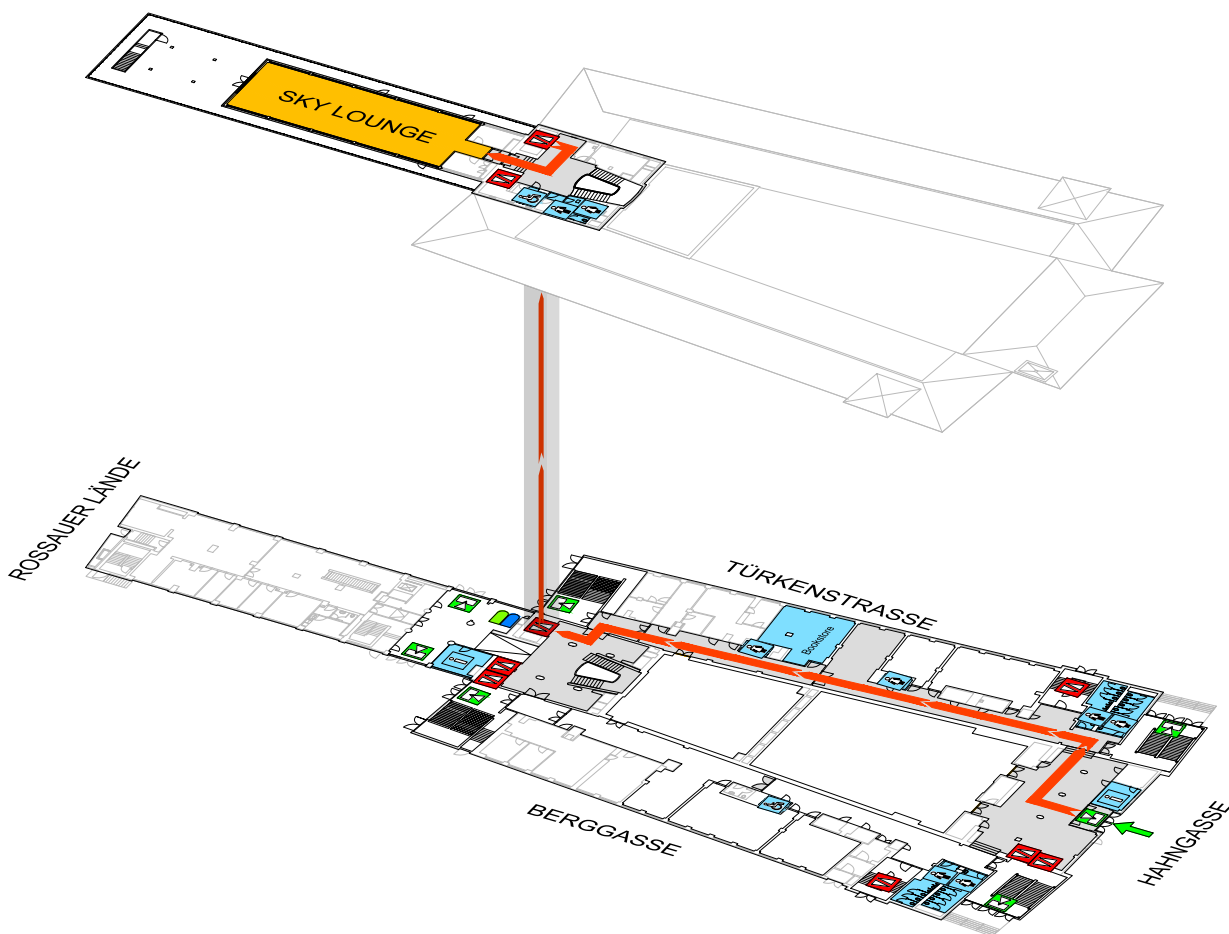 SKY LOUNGE
ROSSAUER LÄNDE
TÜRKENSTRASSE
Bookstore
BERGGASSE
HAHNGASSE